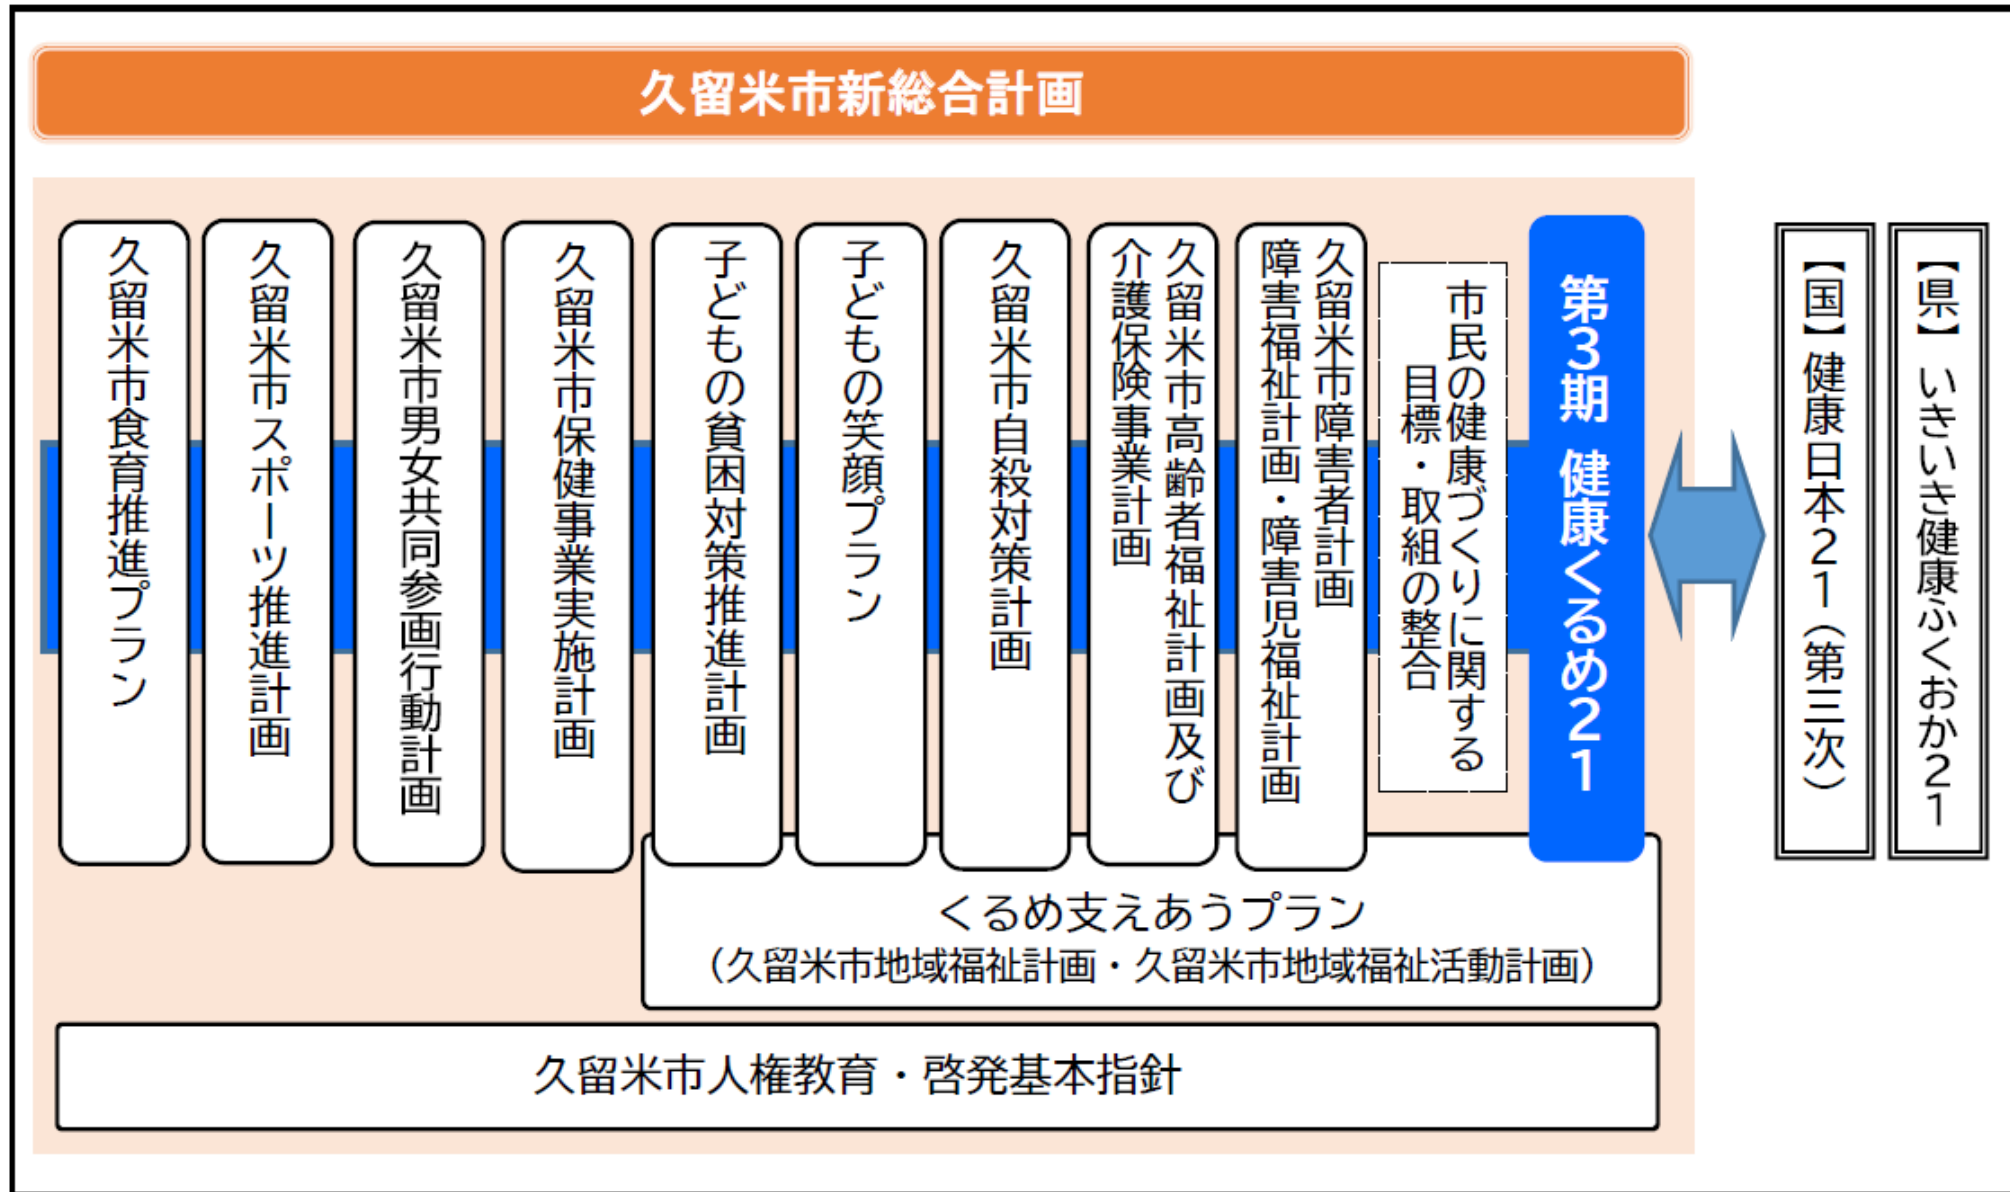 久留米市新総合計画
久留米市食育推進プラン
久留米市スポーツ推進計画
久留米市男女共同参画行動計画
久留米市保健事業実施計画
子どもの貧困対策推進計画
子どもの笑顔プラン
久留米市自殺対策計画
久留米市高齢者福祉計画及び
介護保険事業計画
久留米市障害者計画
障害福祉計画・障害児福祉計画
市民の健康づくりに関する
目標・取組の整合
第3期 健康くるめ21
【国】健康日本21(第三次)
【県】いきいき健康ふくおか21
くるめ支えあうプラン
(久留米市地域福祉計画・久留米市地域福祉活動計画)
久留米市人権教育・啓発基本指針